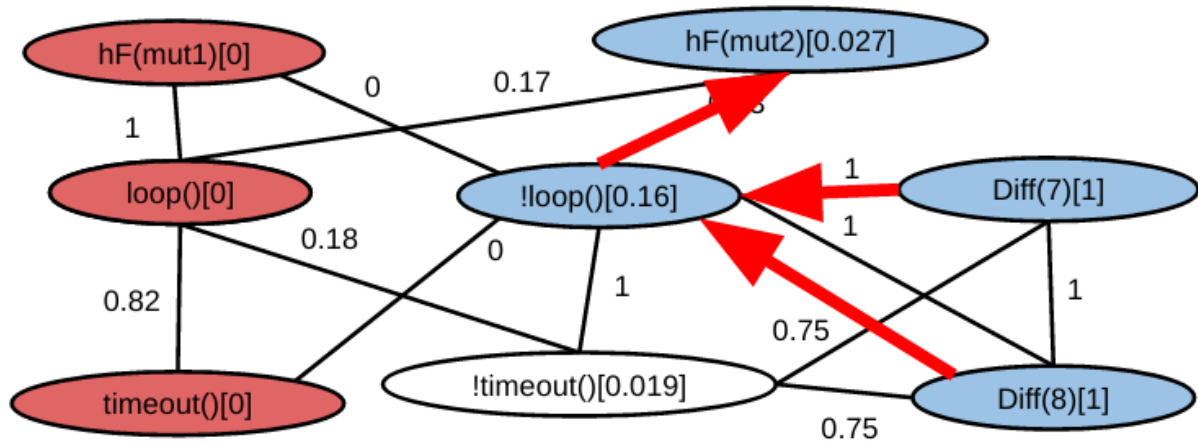 hF(mut1)[0]
hF(mut2)[0.027]
0
0.17
1
loop()[0]
!loop()[0.16]
1
Diff(7)[1]
0.18
0
1
0.82
1
1
0.75
timeout()[0]
!timeout()[0.019]
Diff(8)[1]
0.75